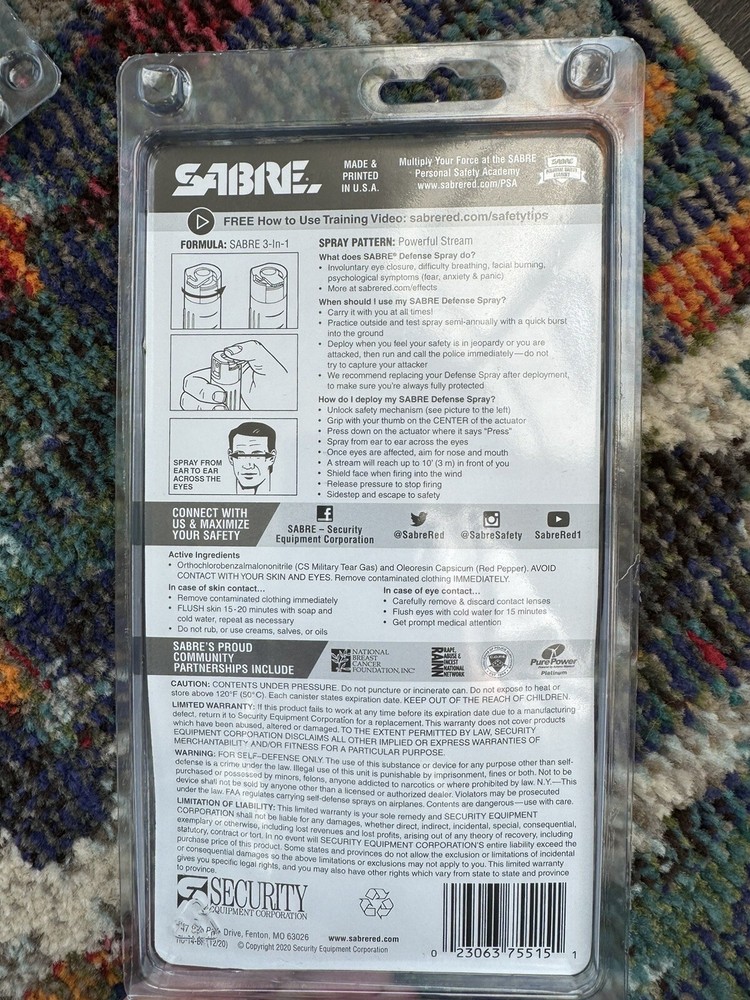 SABRE
MADE &
PRINTED
IN U.S.A.
Multiply Your Force at the SABRE
Personal Safety Academy
www.sabrered.com/PSA
SABRE
FREE How to Use Training Video: sabrered.com/safetytips
FORMULA: SABRE 3-In-1
SPRAY FROM
EAR TO EAR
ACROSS THE
EYES
SPRAY PATTERN: Powerful Stream
What does SABRE® Defense Spray do?
• Involuntary eye closure, difficulty breathing, facial burning,
psychological symptoms (fear, anxiety & panic)
• More at sabrered.com/effects
When should I use my SABRE Defense Spray?
• Carry it with you at all times!
• Practice outside and test spray semi-annually with a quick burst
into the ground
• Deploy when you feel your safety is in jeopardy or you are
attacked, then run and call the police immediately—do not
try to capture your attacker
• We recommend replacing your Defense Spray after deployment,
to make sure you're always fully protected
How do I deploy my SABRE Defense Spray?
• Unlock safety mechanism (see picture to the left)
• Grip with your thumb on the CENTER of the actuator
• Press down on the actuator where it says "Press"
• Spray from ear to ear across the eyes
• Once eyes are affected, aim for nose and mouth
• A stream will reach up to 10' (3 m) in front of you
• Shield face when firing into the wind
• Release pressure to stop firing
• Sidestep and escape to safety
CONNECT WITH
US & MAXIMIZE
YOUR SAFETY
SABRE – Security
Equipment Corporation
@SabreRed
@SabreSafety
SabreRed1
Active Ingredients
• Orthochlorobenzalmalononitrile (CS Military Tear Gas) and Oleoresin Capsicum (Red Pepper). AVOID
CONTACT WITH YOUR SKIN AND EYES. Remove contaminated clothing IMMEDIATELY.
In case of skin contact...
• Remove contaminated clothing immediately
• FLUSH skin 15-20 minutes with soap and
cold water, repeat as necessary
• Do not rub, or use creams, salves, or oils
In case of eye contact...
• Carefully remove & discard contact lenses
• Flush eyes with cold water for 15 minutes
• Get prompt medical attention
SABRE'S PROUD
COMMUNITY
PARTNERSHIPS INCLUDE
NATIONAL
BREAST
CANCER
FOUNDATION, INC.
RAINN
RAPE,
ABUSE &
INCEST
NATIONAL
NETWORK
PurePower
Platinum
CAUTION: CONTENTS UNDER PRESSURE. Do not puncture or incinerate can. Do not expose to heat or
store above 120°F (50°C). Each canister states expiration date. KEEP OUT OF THE REACH OF CHILDREN.
LIMITED WARRANTY: If this product fails to work at any time before its expiration date due to a manufacturing
defect, return it to Security Equipment Corporation for a replacement. This warranty does not cover products
which have been abused, altered or damaged. TO THE EXTENT PERMITTED BY LAW, SECURITY
EQUIPMENT CORPORATION DISCLAIMS ALL OTHER IMPLIED OR EXPRESS WARRANTIES OF
MERCHANTABILITY AND/OR FITNESS FOR A PARTICULAR PURPOSE.
WARNING: FOR SELF-DEFENSE ONLY. The use of this substance or device for any purpose other than self-
defense is a crime under the law. Illegal use of this unit is punishable by imprisonment, fines or both. Not to be
purchased or possessed by minors, felons, anyone addicted to narcotics or where prohibited by law. N.Y.—This
device shall not be sold by anyone other than a licensed or authorized dealer. Violators may be prosecuted
under the law. FAA regulates carrying self-defense sprays on airplanes. Contents are dangerous—use with care.
LIMITATION OF LIABILITY: This limited warranty is your sole remedy and SECURITY EQUIPMENT
CORPORATION shall not be liable for any damages, whether direct, indirect, incidental, special, consequential,
exemplary or otherwise, including lost revenues and lost profits, arising out of any theory of recovery, including
statutory, contract or tort. In no event will SECURITY EQUIPMENT CORPORATION'S entire liability exceed the
purchase price of this product. Some states and provinces do not allow the exclusion or limitations of incidental
or consequential damages so the above limitations or exclusions may not apply to you. This limited warranty
gives you specific legal rights, and you may also have other rights which vary from state to state and province
to province.
SECURITY
EQUIPMENT CORPORATION
Drive, Fenton, MO 63026
(12/20)
www.sabrered.com
© Copyright 2020 Security Equipment Corporation
0 23063 75515 1